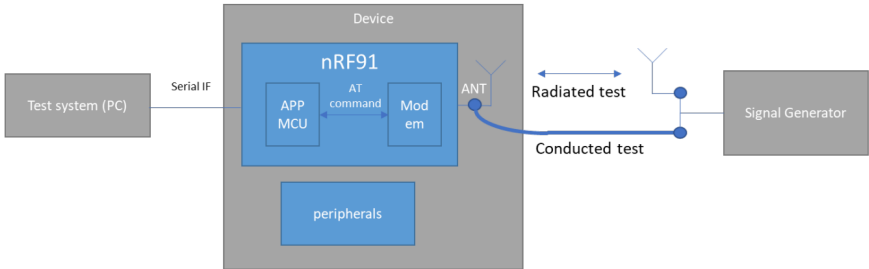 Device
nRF91
Serial IF
Test system (PC)
APP
MCU
AT
command
Mod
em
ANT
Radiated test
Conducted test
Signal Generator
peripherals